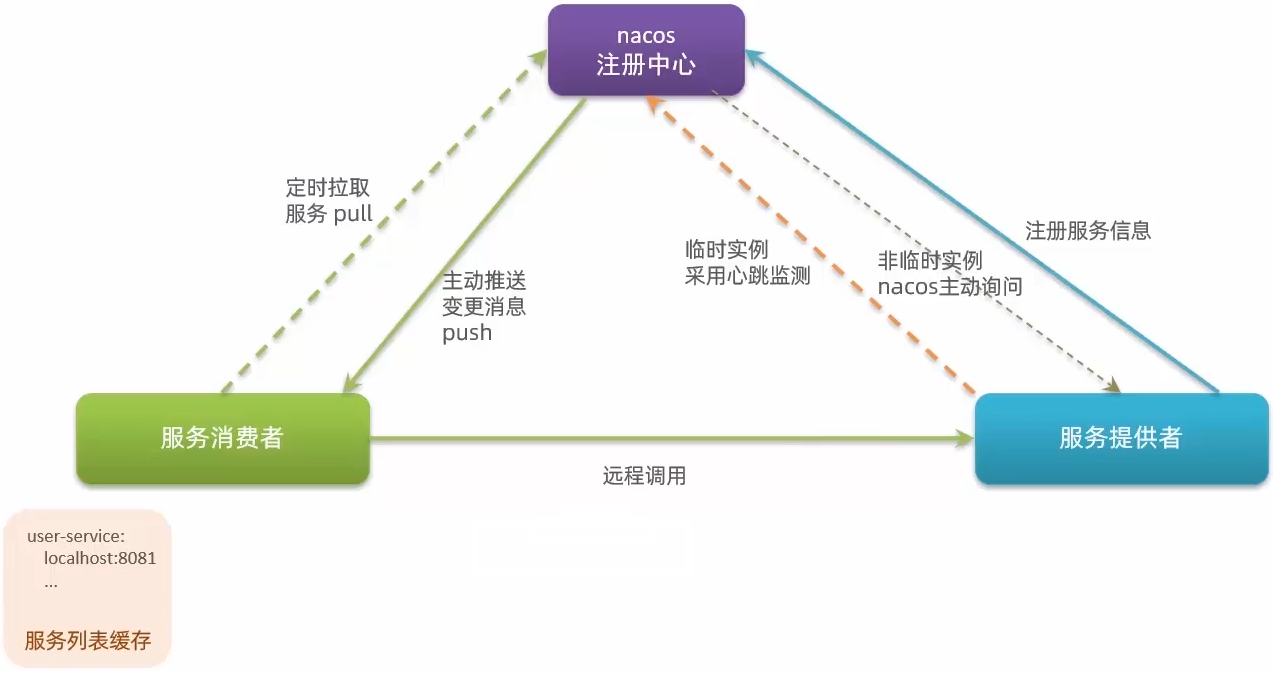 nacos
注册中心
定时拉取
服务 pull
主动推送
变更消息
push
临时实例
采用心跳监测
非临时实例
nacos主动询问
注册服务信息
服务消费者
远程调用
服务提供者
user-service:
localhost:8081
...
服务列表缓存